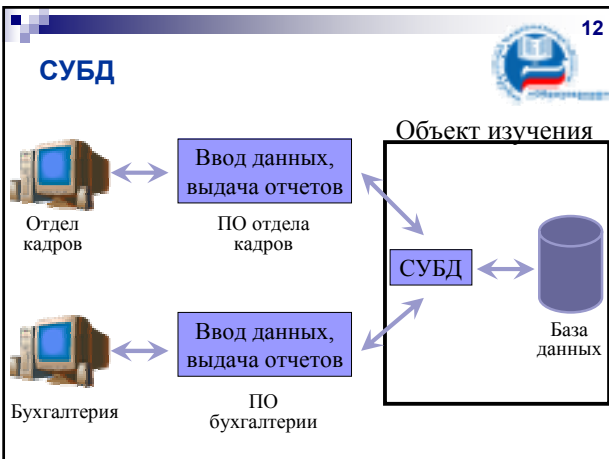 12
СУБД
Объект изучения
Ввод данных,
выдача отчетов
Отдел
кадров
ПО отдела
кадров
СУБД
База
данных
Ввод данных,
выдача отчетов
Бухгалтерия
ПО
бухгалтерии